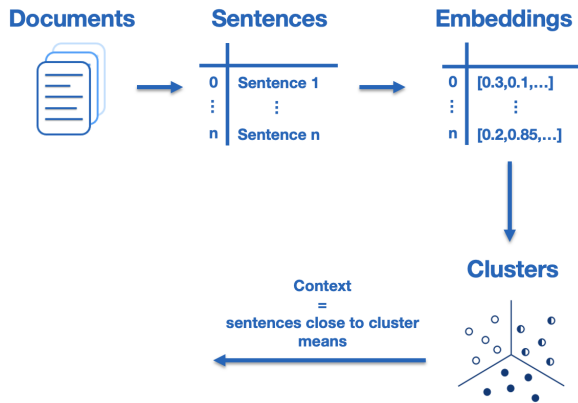 Documents
Sentences
Embeddings
0 Sentence 1
⋮ ⋮
n Sentence n
0 [0.3,0.1,...]
⋮ ⋮
n [0.2,0.85,...]
Clusters
Context
=
sentences close to cluster
means